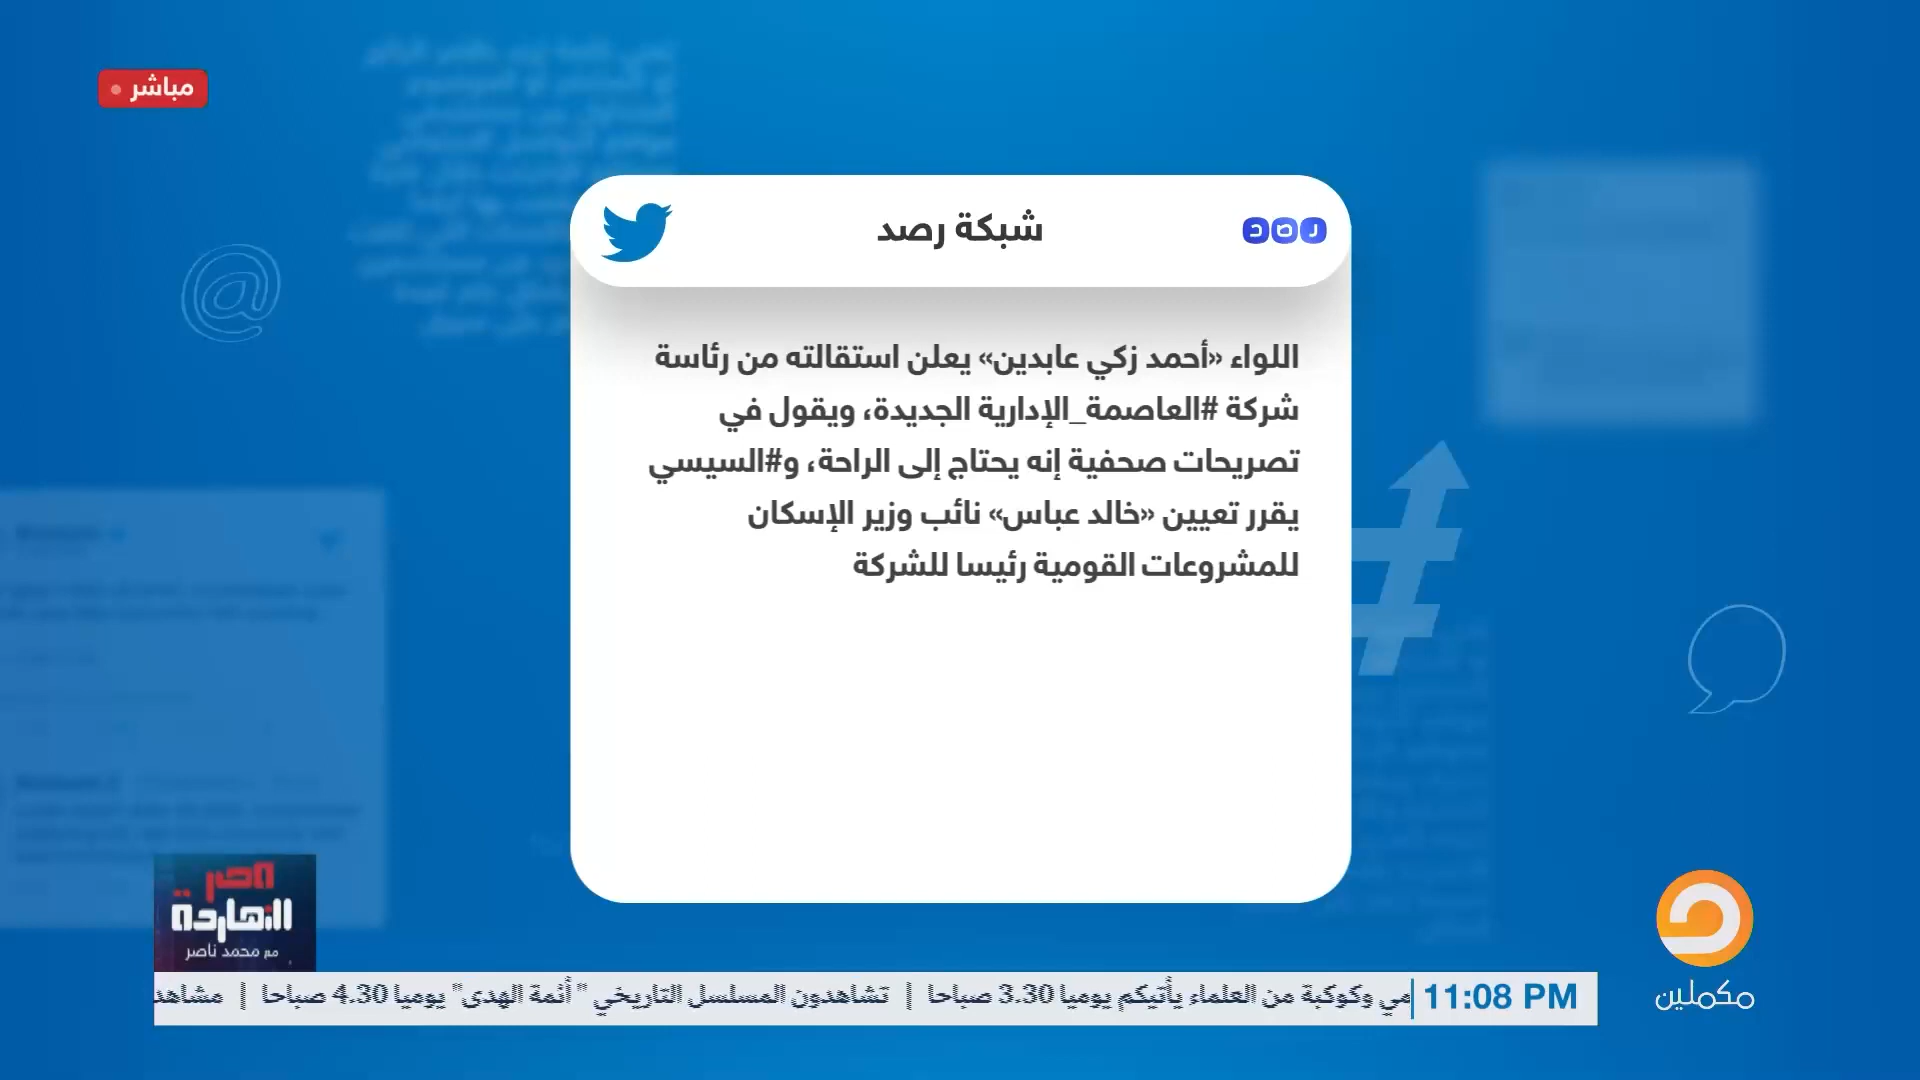 مباشر
شبكة رصد
رصد
اللواء «أحمد زكي عابدين» يعلن استقالته من رئاسة
شركة #العاصمة_الإدارية الجديدة، ويقول في
تصريحات صحفية إنه يحتاج إلى الراحة، و#السيسي
يقرر تعيين «خالد عباس» نائب وزير الإسكان
للمشروعات القومية رئيسا للشركة
مصر
النهاردة
مع محمد ناصر
مكملين
11:08 PM
مي وكوكبة من العلماء يأتيكم يوميا 3.30 صباحا | تشاهدون المسلسل التاريخي " أئمة الهدى" يوميا 4.30 صباحا | مشاهد